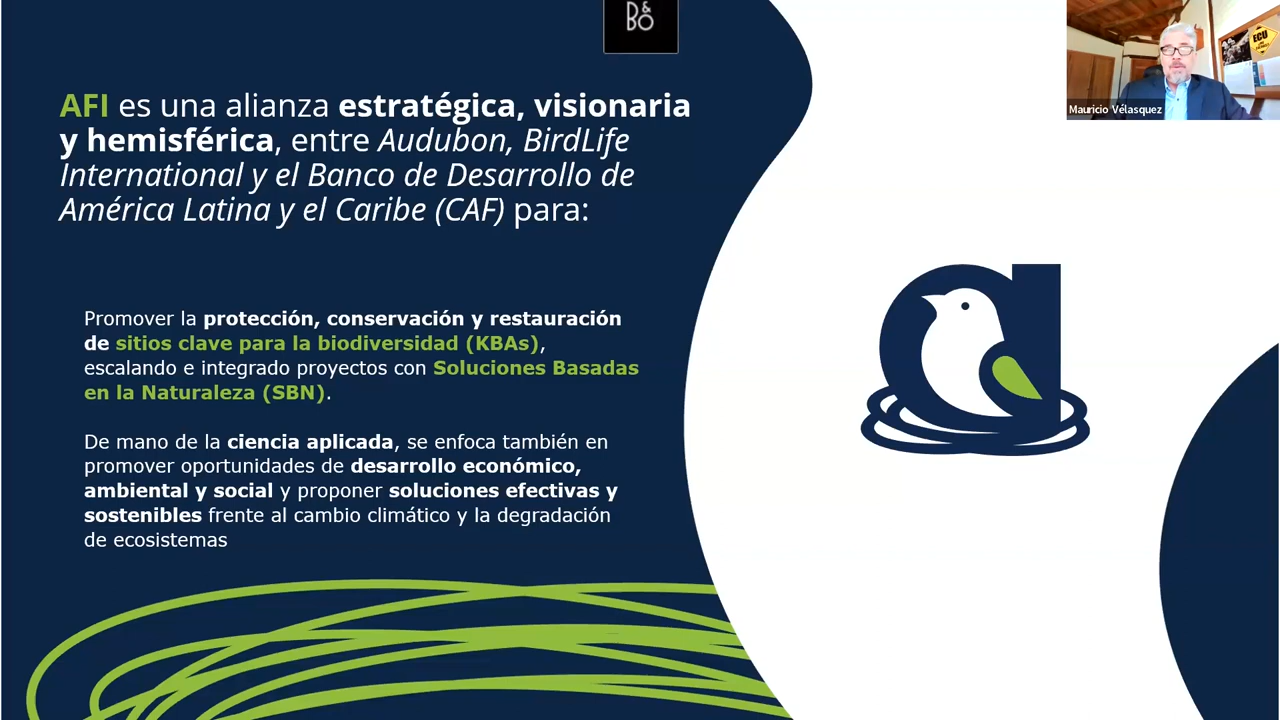 D&
BO
AFI es una alianza estratégica, visionaria
y hemisférica, entre Audubon, BirdLife
International y el Banco de Desarrollo de
América Latina y el Caribe (CAF) para:
Promover la protección, conservación y restauración
de sitios clave para la biodiversidad (KBAs),
escalando e integrado proyectos con Soluciones Basadas
en la Naturaleza (SBN).
De mano de la ciencia aplicada, se enfoca también en
promover oportunidades de desarrollo económico,
ambiental y social y proponer soluciones efectivas y
sostenibles frente al cambio climático y la degradación
de ecosistemas
ECU
Mauricio Vélasquez